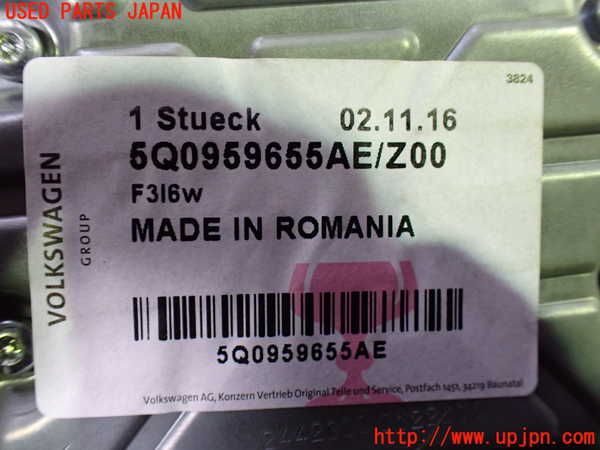 USED PARTS JAPAN
3824
1 Stueck 02.11.16
5Q0959655AE/Z00
F3I6w
MADE IN ROMANIA
VOLKSWAGEN
GROUP
5Q0959655AE
Volkswagen AG, Konzern Vertrieb Original Teile und Service, Postfach 1451, 34219 Baunatal
http://www.upjpn.com/